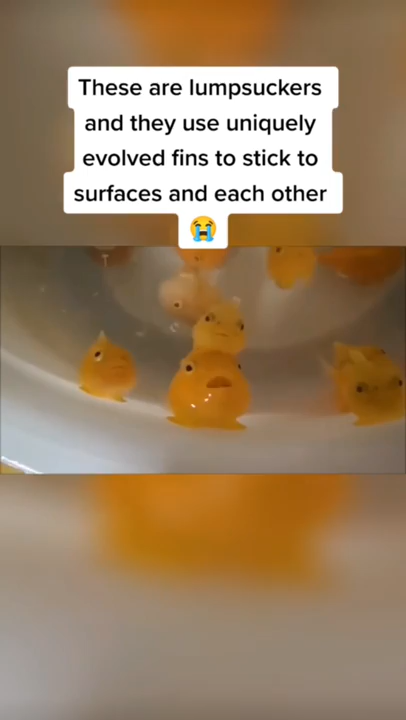 These are lumpsuckers
and they use uniquely
evolved fins to stick to
surfaces and each other
😭